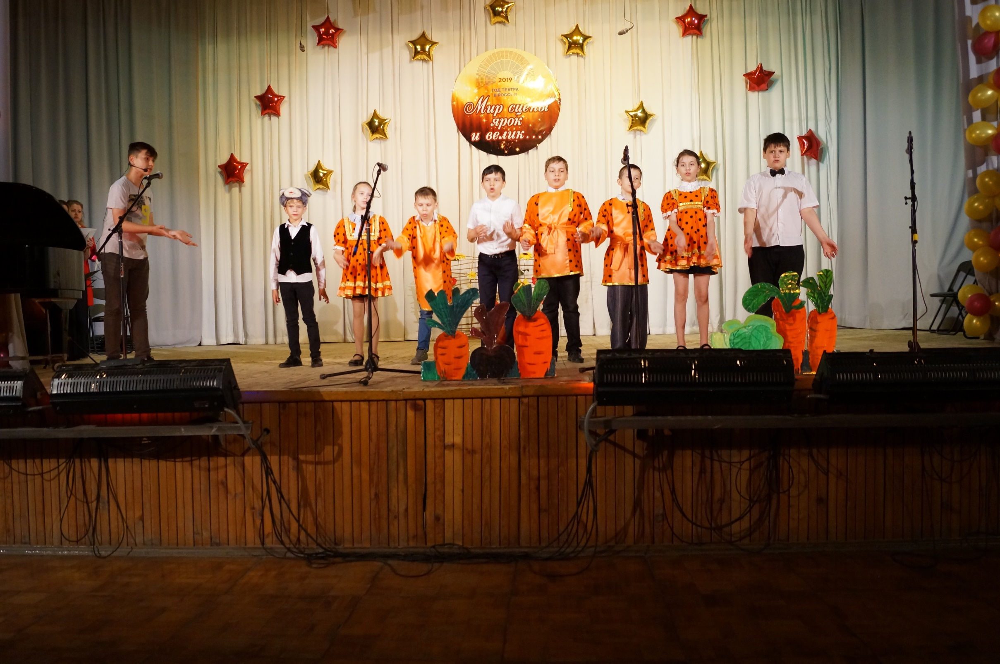 2019
ГОД ТЕАТРА
В РОССИИ
Мир сцены
ярок
и велик...